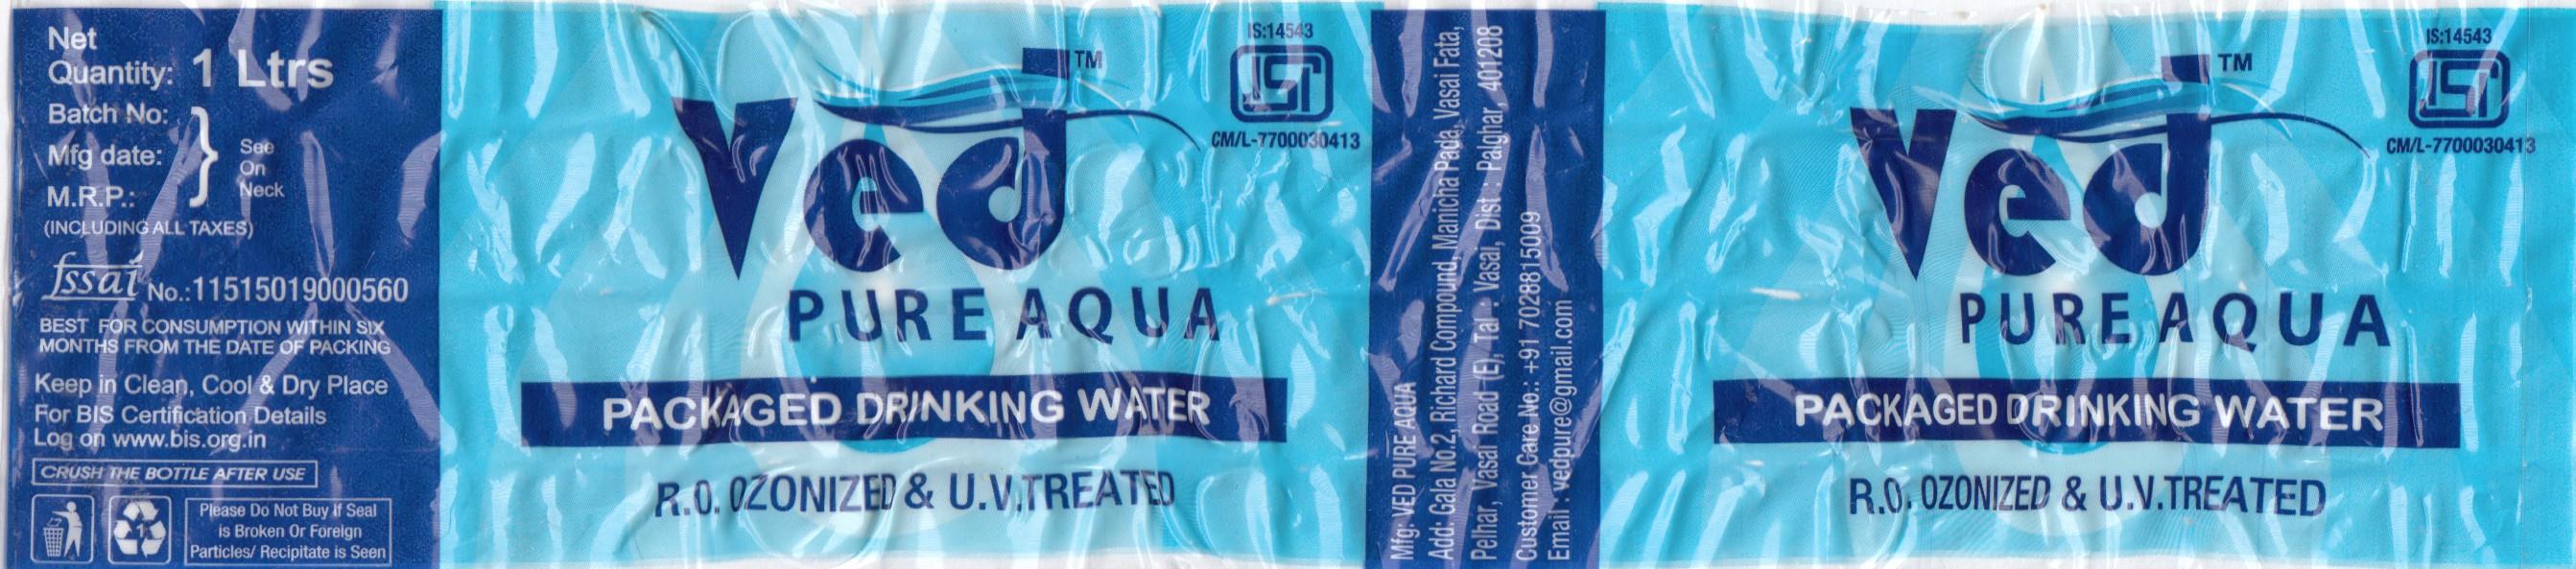 Net
Quantity: 1 Ltrs
Batch No:
Mfg date:
M.R.P.:
See
On
Neck
(INCLUDING ALL TAXES)
fssai No.:11515019000560
BEST FOR CONSUMPTION WITHIN SIX
MONTHS FROM THE DATE OF PACKING
Keep in Clean, Cool & Dry Place
For BIS Certification Details
Log on www.bis.org.in
CRUSH THE BOTTLE AFTER USE
1
Please Do Not Buy If Seal
is Broken Or Foreign
Particles/ Recipitate is Seen
Ved TM
PURE AQUA
PACKAGED DRINKING WATER
R.O. OZONIZED & U.V.TREATED
IS:14543
ISI
CM/L-7700030413
Mfg: VED PURE AQUA
Add: Gala No.2, Richard Compound, Manicha Pada, Vasai Fata,
Pelhar, Vasai Road (E), Tal : Vasai, Dist : Palghar, 401208
Customer Care No.: +91 7028815009
Email : vedpure@gmail.com
Ved TM
PURE AQUA
PACKAGED DRINKING WATER
R.O. OZONIZED & U.V.TREATED
IS:14543
ISI
CM/L-7700030413